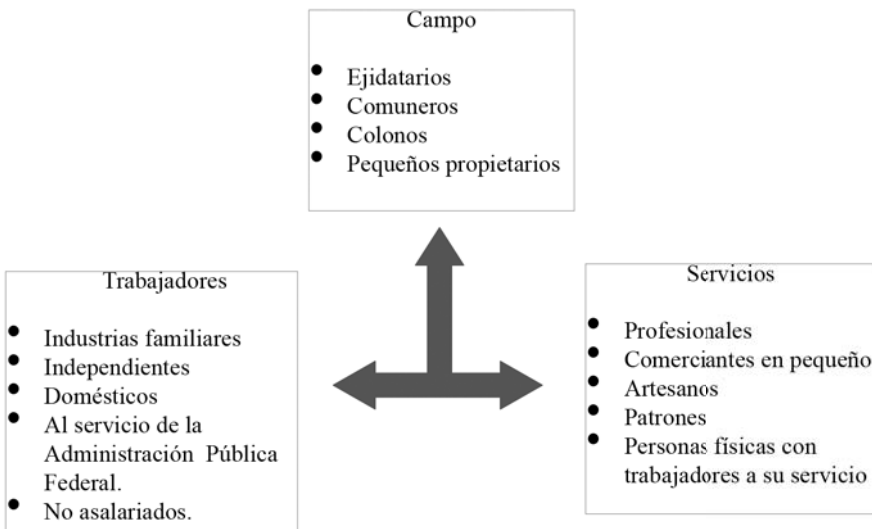 Campo
• Ejidatarios
• Comuneros
• Colonos
• Pequeños propietarios
Trabajadores
• Industrias familiares
• Independientes
• Domésticos
• Al servicio de la
Administración Pública
Federal.
• No asalariados.
Servicios
• Profesionales
• Comerciantes en pequeño
• Artesanos
• Patrones
• Personas físicas con
trabajadores a su servicio